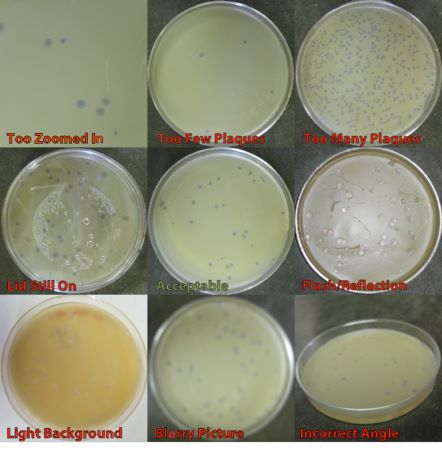 Too Zoomed In
Too Few Plaques
Too Many Plaques
Lid Still On
Acceptable
Flash/Reflection
Light Background
Blurry Picture
Incorrect Angle